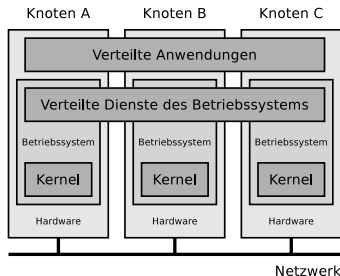 Knoten A Knoten B Knoten C
Verteilte Anwendungen
Verteilte Dienste des Betriebssystems
Betriebssystem Betriebssystem Betriebssystem
Kernel Kernel Kernel
Hardware Hardware Hardware
Netzwerk